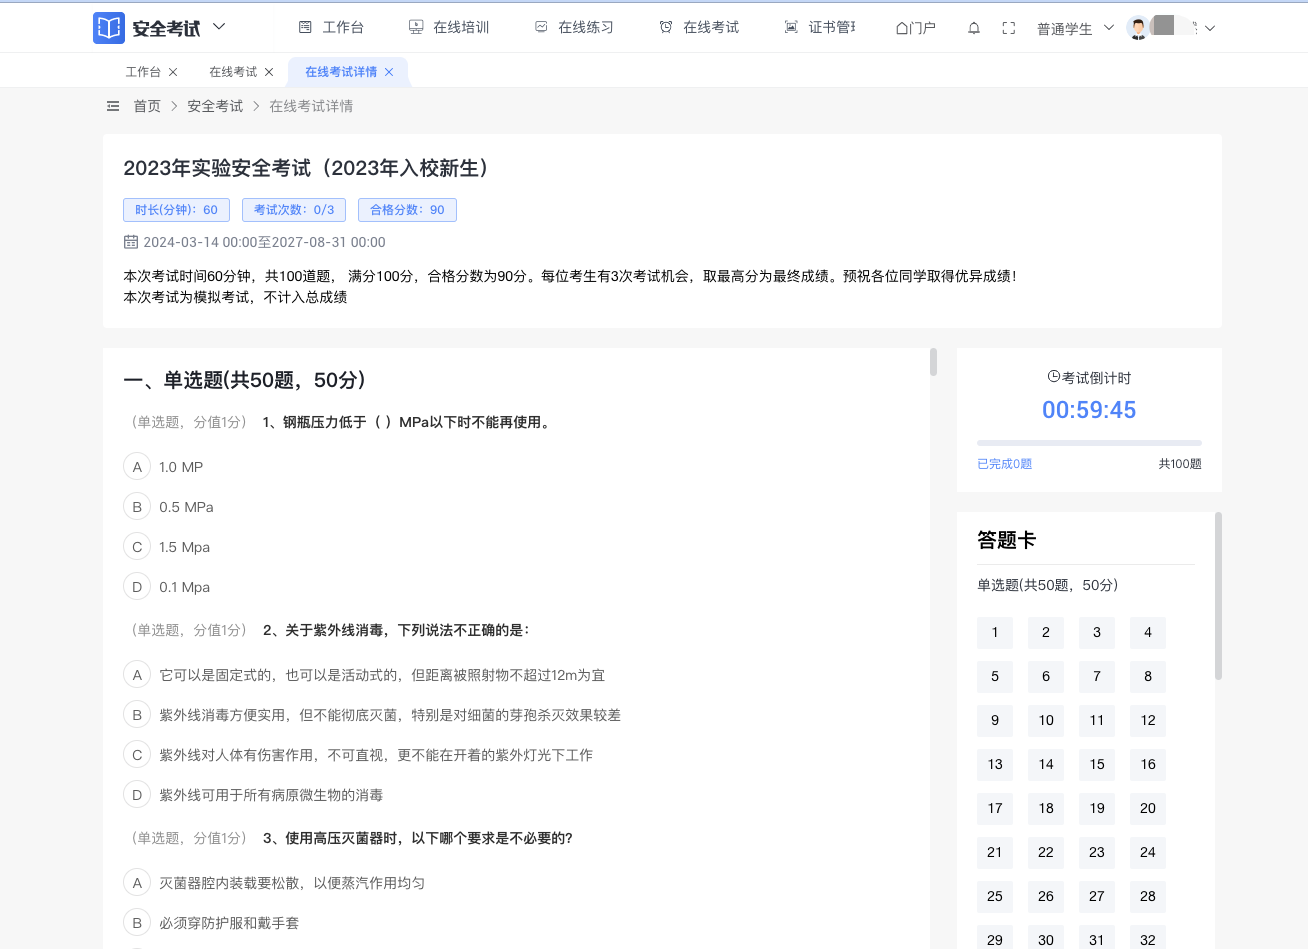 安全考试
工作台
在线培训
在线练习
在线考试
证书管理
门户
普通学生
工作台
在线考试
在线考试详情
首页 > 安全考试 > 在线考试详情
2023年实验安全考试（2023年入校新生）
时长(分钟)：60
考试次数：0/3
合格分数：90
2024-03-14 00:00至2027-08-31 00:00
本次考试时间60分钟，共100道题， 满分100分，合格分数为90分。每位考生有3次考试机会，取最高分为最终成绩。预祝各位同学取得优异成绩！
本次考试为模拟考试，不计入总成绩
一、单选题(共50题，50分)
（单选题，分值1分） 1、钢瓶压力低于（ ）MPa以下时不能再使用。
A 1.0 MP
B 0.5 MPa
C 1.5 Mpa
D 0.1 Mpa
（单选题，分值1分） 2、关于紫外线消毒，下列说法不正确的是：
A 它可以是固定式的，也可以是活动式的，但距离被照射物不超过12m为宜
B 紫外线消毒方便实用，但不能彻底灭菌，特别是对细菌的芽孢杀灭效果较差
C 紫外线对人体有伤害作用，不可直视，更不能在开着的紫外灯光下工作
D 紫外线可用于所有病原微生物的消毒
（单选题，分值1分） 3、使用高压灭菌器时，以下哪个要求是不必要的?
A 灭菌器腔内装载要松散，以便蒸汽作用均匀
B 必须穿防护服和戴手套
考试倒计时
00:59:45
已完成0题 共100题
答题卡
单选题(共50题，50分)
1 2 3 4
5 6 7 8
9 10 11 12
13 14 15 16
17 18 19 20
21 22 23 24
25 26 27 28
29 30 31 32